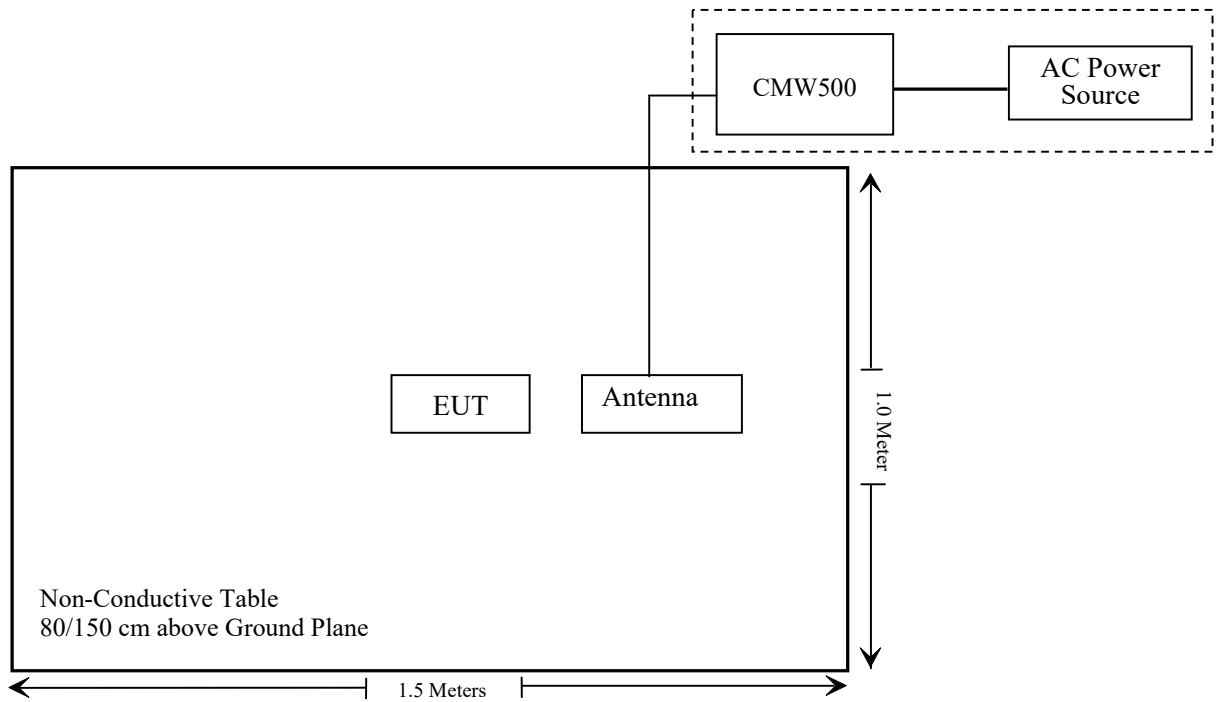 CMW500
AC Power
Source
EUT
Antenna
1.0 Meter
Non-Conductive Table
80/150 cm above Ground Plane
1.5 Meters